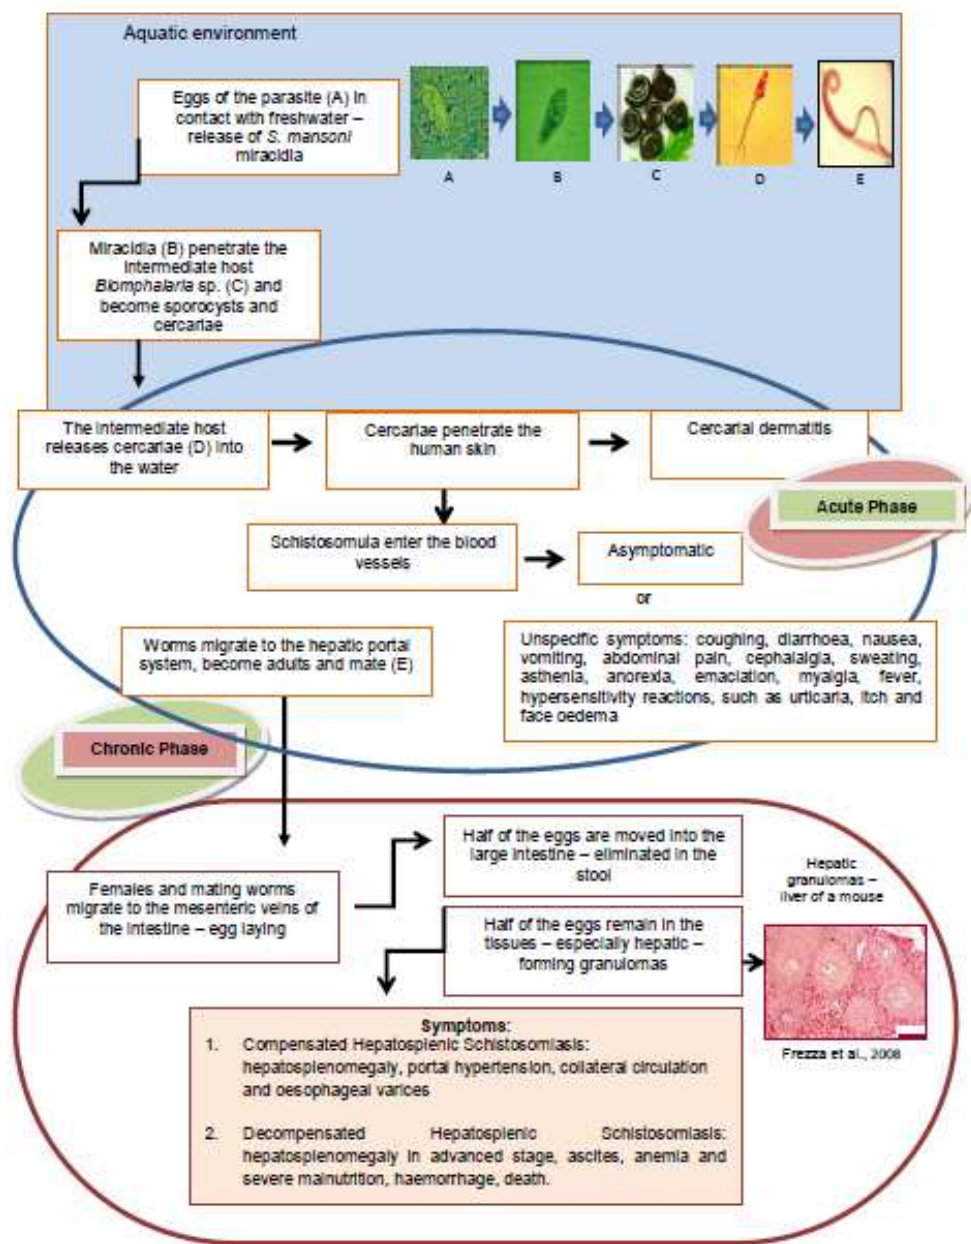 Aquatic environment
Eggs of the parasite (A) in
contact with freshwater –
release of S. mansoni
miracidia
A
B
C
D
E
Miracidia (B) penetrate the
intermediate host
Biomphalaria sp. (C) and
become sporocysts and
cercariae
The intermediate host
releases cercariae (D) into
the water
Cercariae penetrate the
human skin
Cercarial dermatitis
Acute Phase
Schistosomula enter the blood
vessels
Asymptomatic
or
Worms migrate to the hepatic portal
system, become adults and mate (E)
Unspecific symptoms: coughing, diarrhoea, nausea,
vomiting, abdominal pain, cephalalgia, sweating,
asthenia, anorexia, emaciation, myalgia, fever,
hypersensitivity reactions, such as urticaria, itch and
face oedema
Chronic Phase
Females and mating worms
migrate to the mesenteric veins of
the intestine – egg laying
Half of the eggs are moved into the
large intestine – eliminated in the
stool
Half of the eggs remain in the
tissues – especially hepatic –
forming granulomas
Hepatic
granulomas –
liver of a mouse
Frezza et al., 2008
Symptoms:
1. Compensated Hepatosplenic Schistosomiasis:
hepatosplenomegaly, portal hypertension, collateral circulation
and oesophageal varices
2. Decompensated Hepatosplenic Schistosomiasis:
hepatosplenomegaly in advanced stage, ascites, anemia and
severe malnutrition, haemorrhage, death.